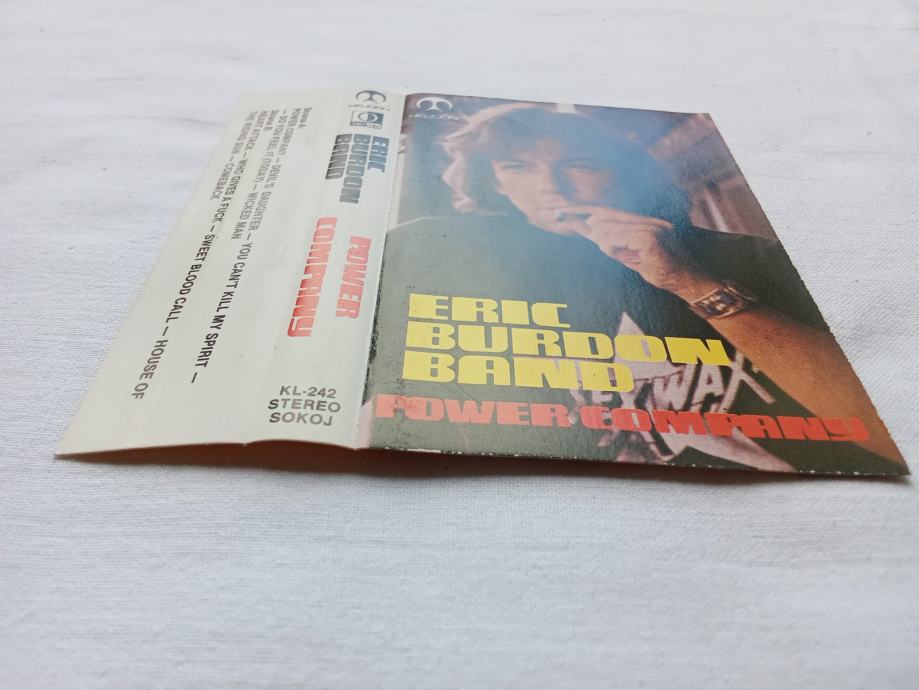 HELIDON
ERIC
BURDON
BAND
POWER COMPANY
HELIDON
ERIC
BURDON
BAND
POWER
COMPANY
KL-242
STEREO
SOKOJ
Strana A:
POWER COMPANY – DEVIL'S DAUGHTER – YOU CAN'T KILL MY SPIRIT –
– DO YOU FEEL IT (TODAY) – WICKED MAN
Strana B:
HEART ATTACK – WHO GIVES A FUCK – SWEET BLOOD CALL – HOUSE OF
THE RISING SUN – COMEBACK